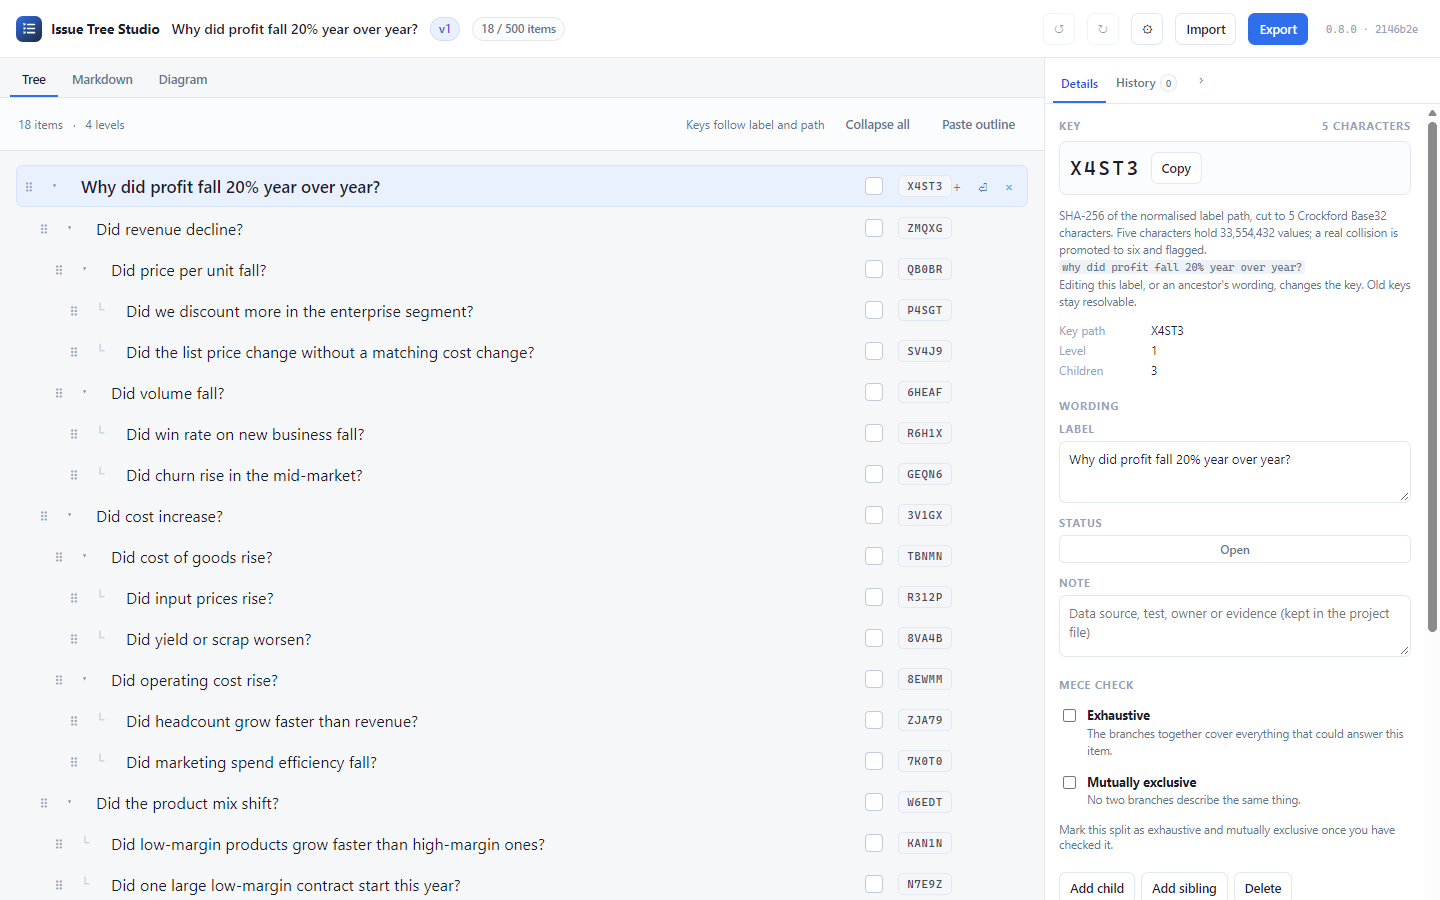 Issue Tree Studio Why did profit fall 20% year over year? v1 18 / 500 items Import Export 0.8.0 · 2146b2e
Tree Markdown Diagram
18 items · 4 levels Keys follow label and path Collapse all Paste outline
Why did profit fall 20% year over year? X4ST3 + ⏎ ×
Did revenue decline? ZMQXG
Did price per unit fall? QB0BR
Did we discount more in the enterprise segment? P4SGT
Did the list price change without a matching cost change? SV4J9
Did volume fall? 6HEAF
Did win rate on new business fall? R6H1X
Did churn rise in the mid-market? GEQN6
Did cost increase? 3V1GX
Did cost of goods rise? TBNMN
Did input prices rise? R312P
Did yield or scrap worsen? 8VA4B
Did operating cost rise? 8EWMM
Did headcount grow faster than revenue? ZJA79
Did marketing spend efficiency fall? 7K0T0
Did the product mix shift? W6EDT
Did low-margin products grow faster than high-margin ones? KAN1N
Did one large low-margin contract start this year? N7E9Z
Details History 0 ›
KEY 5 CHARACTERS
X4ST3 Copy
SHA-256 of the normalised label path, cut to 5 Crockford Base32
characters. Five characters hold 33,554,432 values; a real collision is
promoted to six and flagged.
why did profit fall 20% year over year?
Editing this label, or an ancestor's wording, changes the key. Old keys
stay resolvable.
Key path X4ST3
Level 1
Children 3
WORDING
LABEL
Why did profit fall 20% year over year?
STATUS
Open
NOTE
Data source, test, owner or evidence (kept in the project
file)
MECE CHECK
Exhaustive
The branches together cover everything that could answer this
item.
Mutually exclusive
No two branches describe the same thing.
Mark this split as exhaustive and mutually exclusive once you have
checked it.
Add child Add sibling Delete